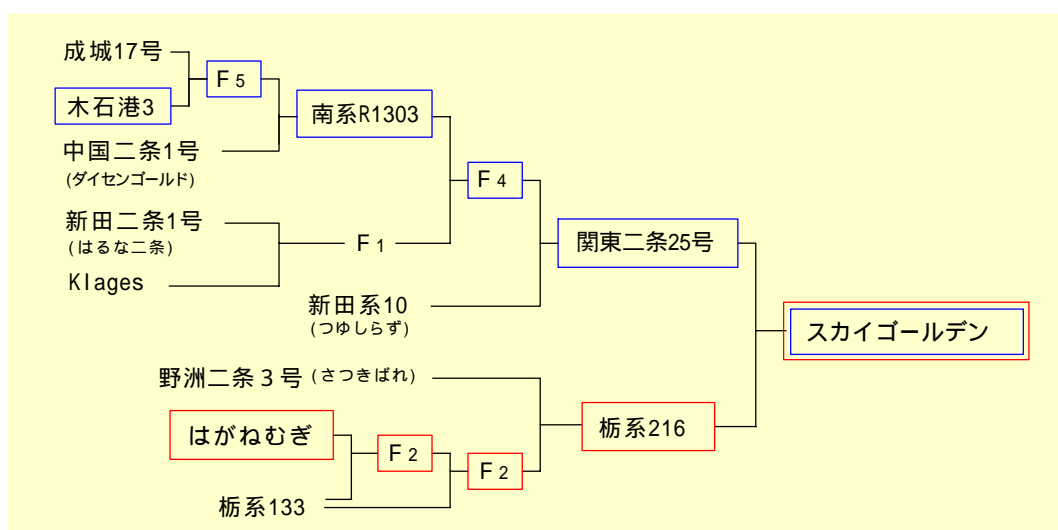 成城17号
F5
木石港3
南系R1303
中国二条1号
(ダイセンゴールド)
F4
新田二条1号
(はるな二条)
F1
関東二条25号
Klages
新田系10
(つゆしらず)
スカイゴールデン
野洲二条3号(さつきばれ)
はがねむぎ
栃系216
F2
F2
栃系133